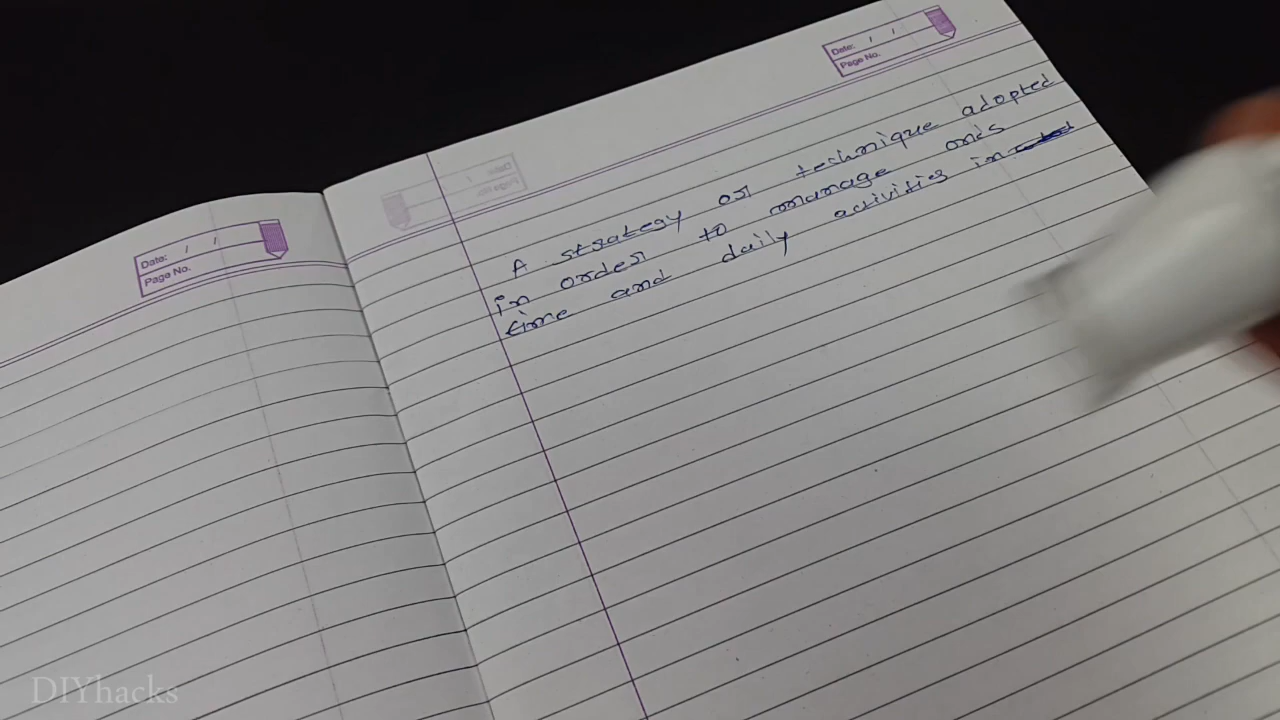 Date: / /
Page No.
Date: / /
Page No.
A strategy or technique adopted
in order to manage one's
time and daily activities in
DIYhacks